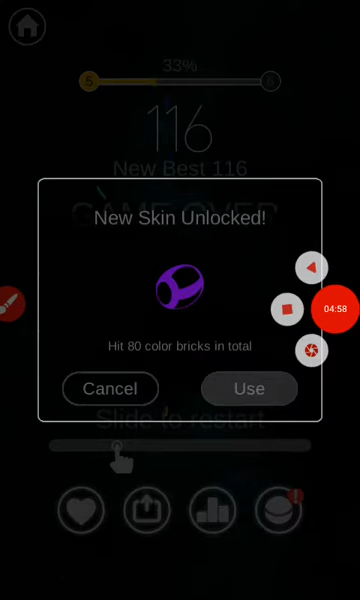 33%
5
6
116
New Best 116
GAME OVER
New Skin Unlocked!
04:58
Hit 80 color bricks in total
Cancel
Use
Slide to restart
!